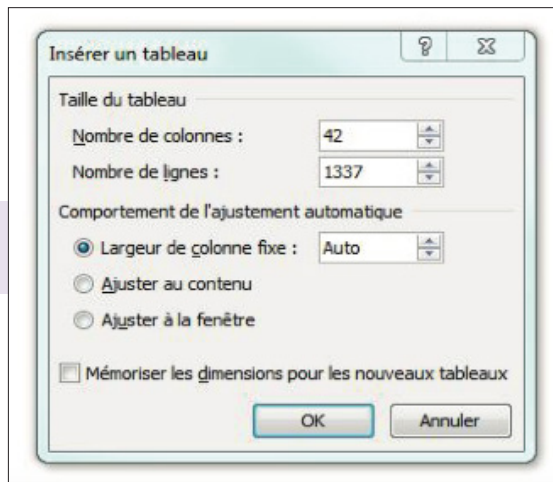 Insérer un tableau
Taille du tableau
Nombre de colonnes : 42
Nombre de lignes : 1337
Comportement de l'ajustement automatique
Largeur de colonne fixe : Auto
Ajuster au contenu
Ajuster à la fenêtre
Mémoriser les dimensions pour les nouveaux tableaux
OK Annuler